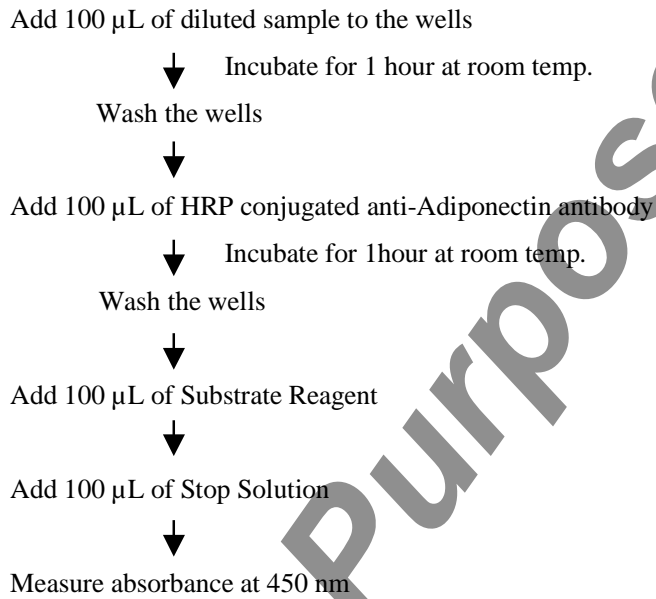 Add 100 µL of diluted sample to the wells
Incubate for 1 hour at room temp.
Wash the wells
Add 100 µL of HRP conjugated anti-Adiponectin antibody
Incubate for 1hour at room temp.
Wash the wells
Add 100 µL of Substrate Reagent
Add 100 µL of Stop Solution
Measure absorbance at 450 nm